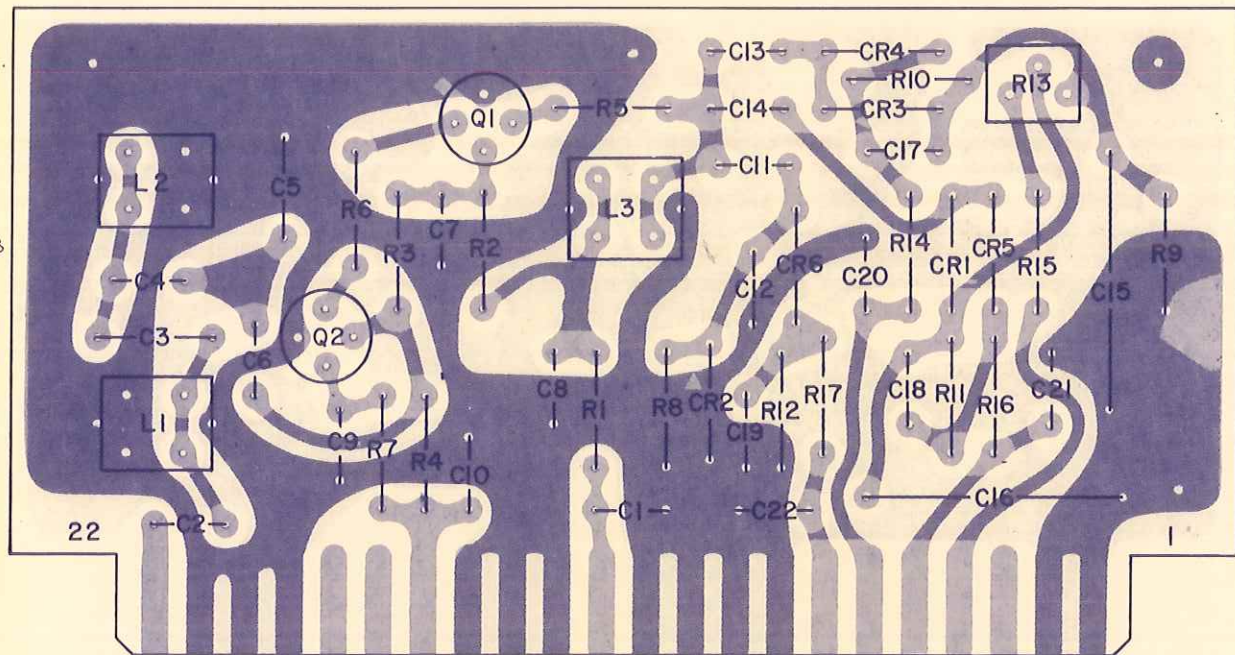 C13 CR4
R10 R13
Q1 R5 C14 CR3
C17
C11
L2 C5
L3
R6 R3 C7 R2 R14 CR1 CR5 R15
CR6 C20 R9
C4 C12 C15
C3 Q2
C6 C8 R1 R8 CR2 R12 R17 C18 R11 R16 C21
L1 C9 R7 R4 C10 C19
C16
22 C2 C1 C22 1